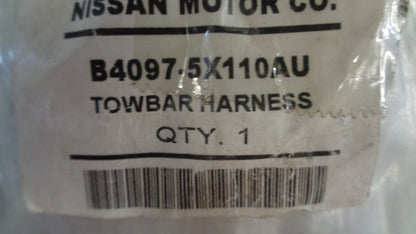 NISSAN MOTOR CO.
B4097-5X110AU
TOWBAR HARNESS
QTY. 1